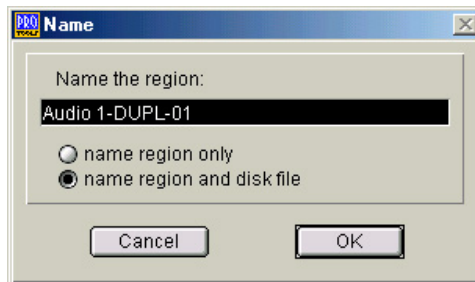 PRO
TOOLS
Name
Name the region:
Audio 1-DUPL-01
name region only
name region and disk file
Cancel
OK